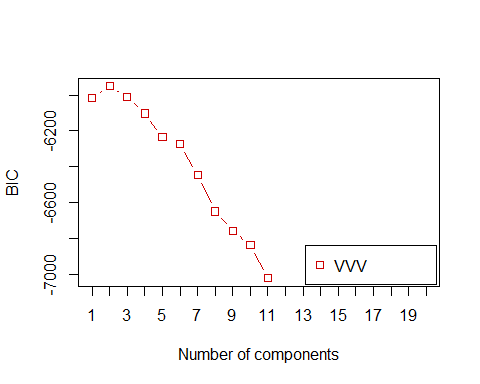 BIC
-6200
-6600
-7000
VVV
1 3 5 7 9 11 13 15 17 19
Number of components